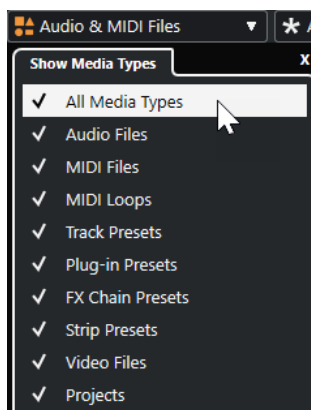 Audio & MIDI Files
Show Media Types
X
All Media Types
Audio Files
MIDI Files
MIDI Loops
Track Presets
Plug-in Presets
FX Chain Presets
Strip Presets
Video Files
Projects